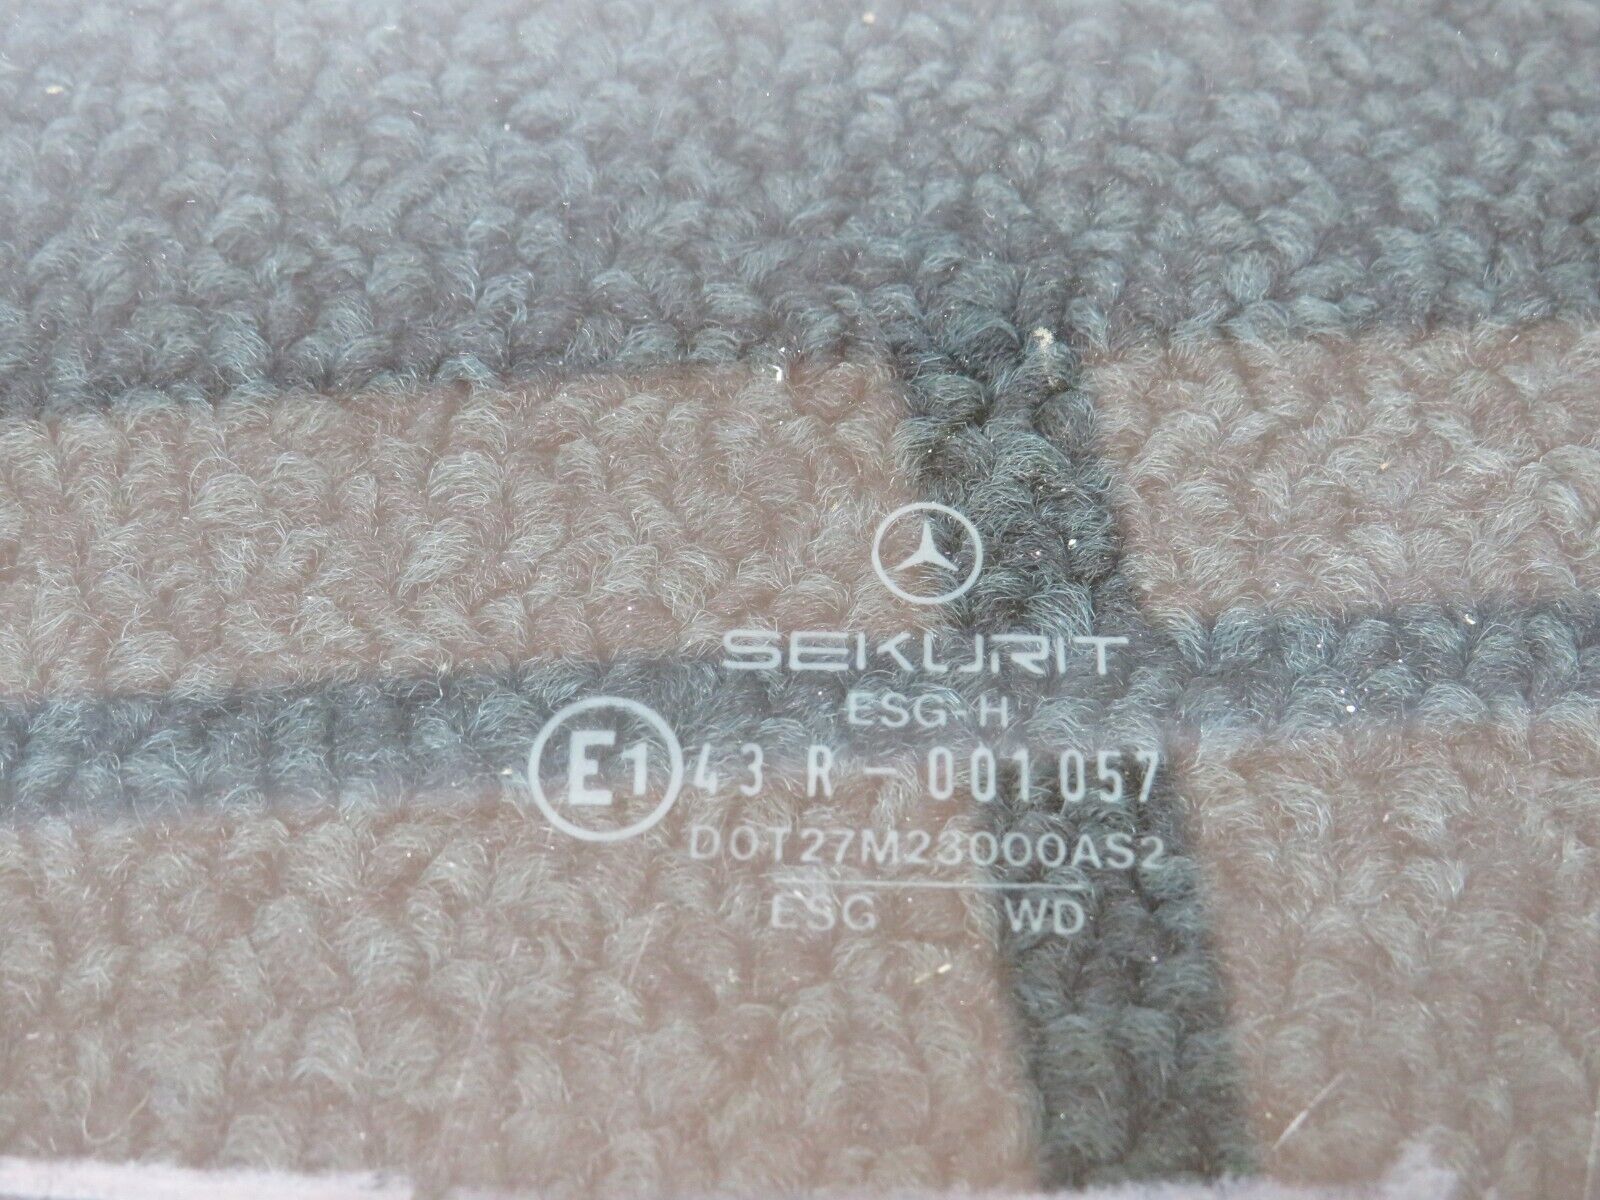 SEKURIT
ESG-H
E1 43 R - 001057
DOT27M23000AS2
ESG WD